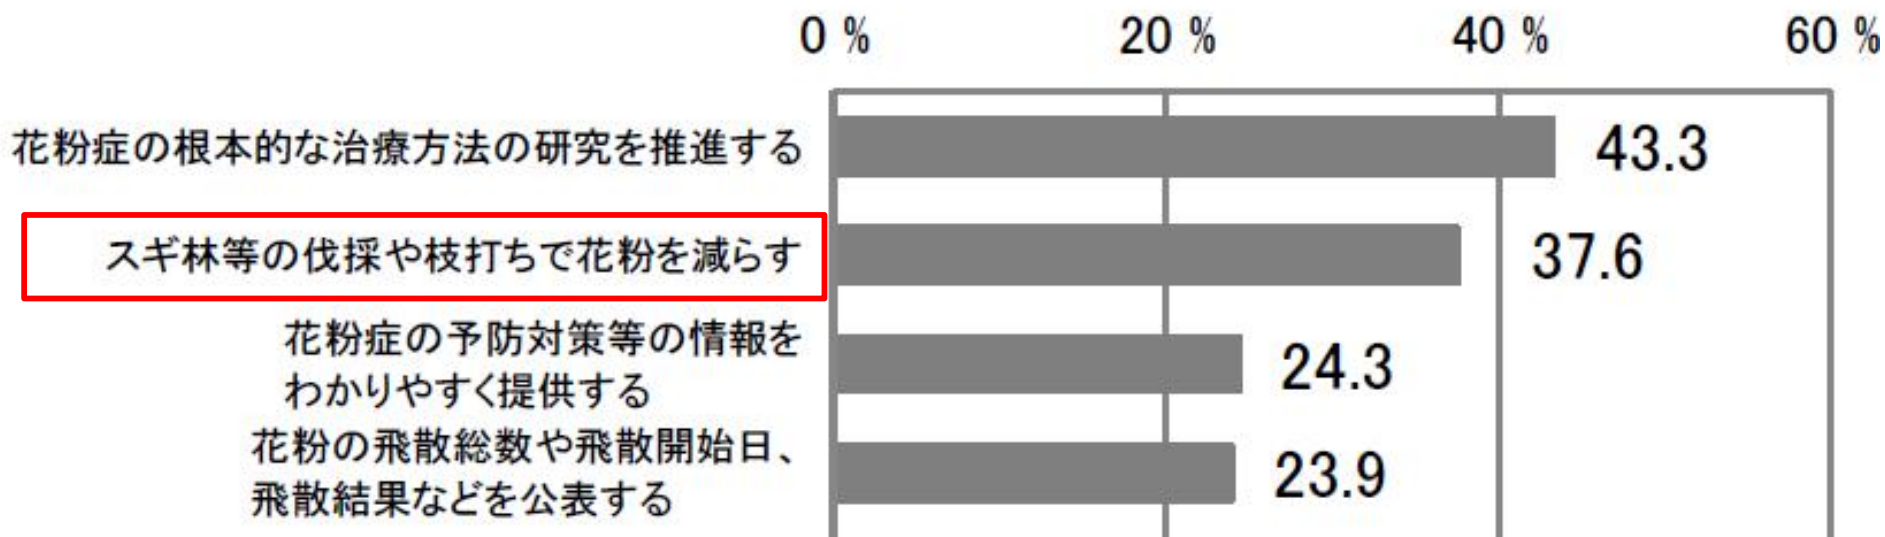 0 % 20 % 40 % 60 %
花粉症の根本的な治療方法の研究を推進する 43.3
スギ林等の伐採や枝打ちで花粉を減らす 37.6
花粉症の予防対策等の情報を
わかりやすく提供する 24.3
花粉の飛散総数や飛散開始日、
飛散結果などを公表する 23.9